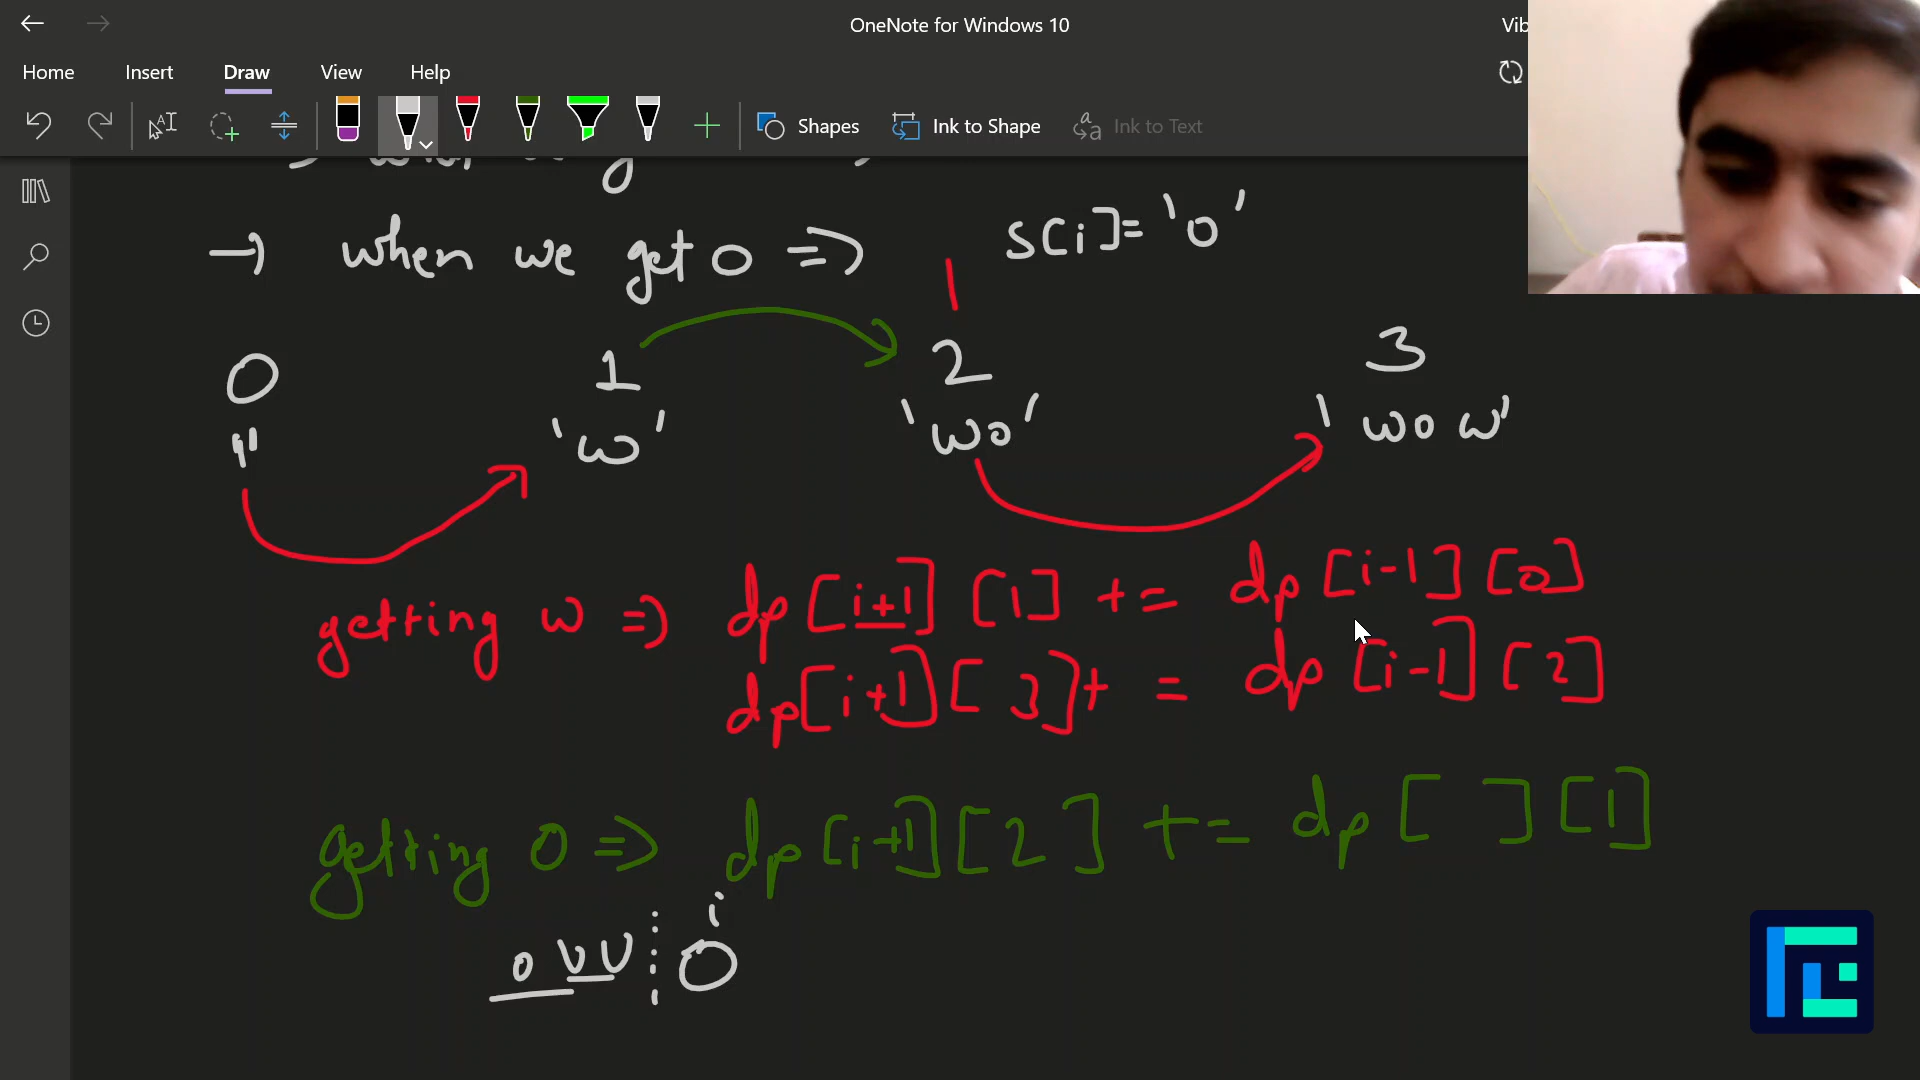 OneNote for Windows 10
Vib
Home Insert Draw View Help
Shapes Ink to Shape Ink to Text
→ when we get o => s[i]= 'o'
0 1 2 3
'' 'w' 'wo' 'wow'
getting w => dp[i+1][1] += dp[i-1][0]
dp[i+1][3] += dp[i-1][2]
getting o => dp[i+1][2] += dp[ ][1]
i
o v v o